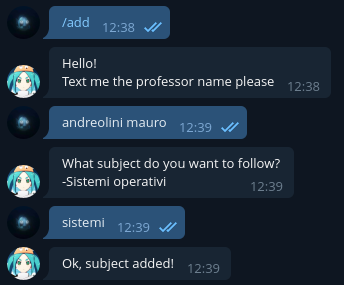 /add 12:38
Hello!
Text me the professor name please 12:38
andreolini mauro 12:39
What subject do you want to follow?
-Sistemi operativi 12:39
sistemi 12:39
Ok, subject added! 12:39